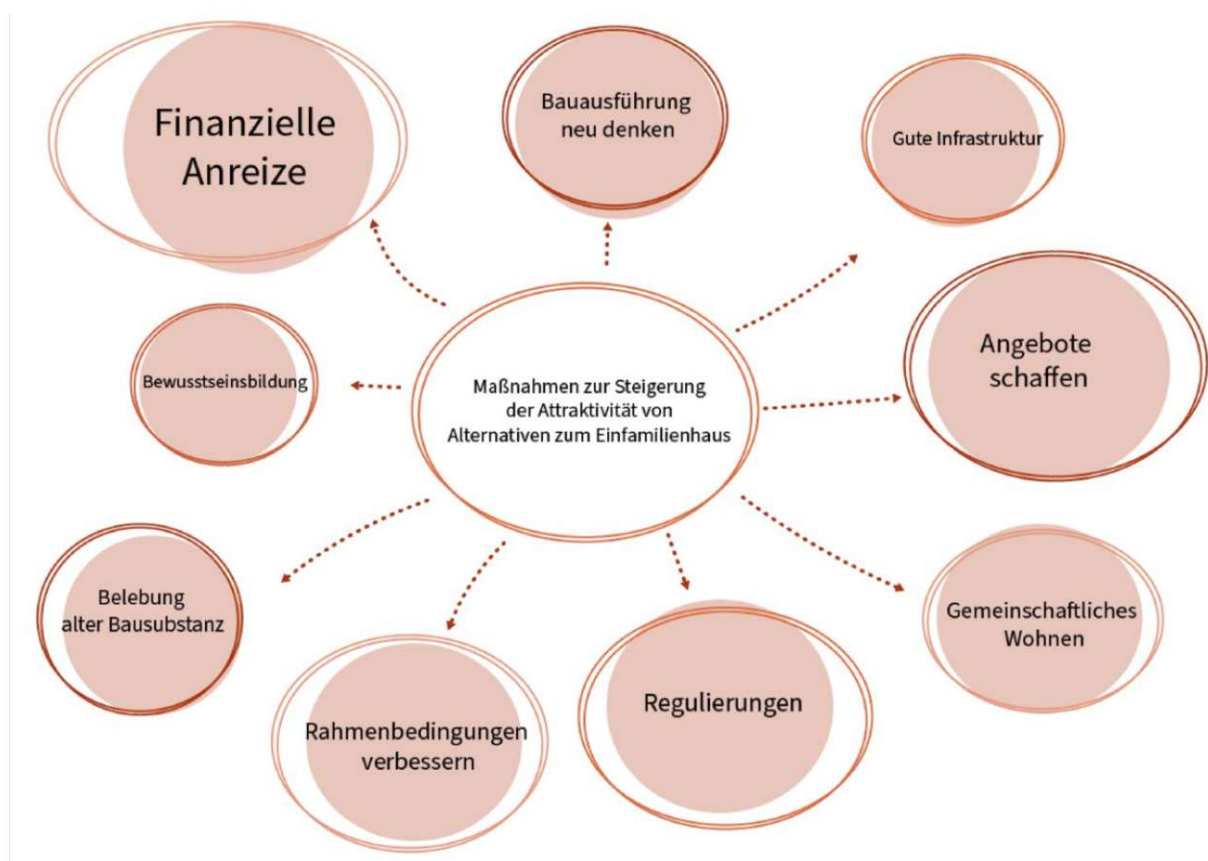 Finanzielle
Anreize
Bauausführung
neu denken
Gute Infrastruktur
Bewusstseinsbildung
Maßnahmen zur Steigerung
der Attraktivität von
Alternativen zum Einfamilienhaus
Angebote
schaffen
Belebung
alter Bausubstanz
Rahmenbedingungen
verbessern
Regulierungen
Gemeinschaftliches
Wohnen